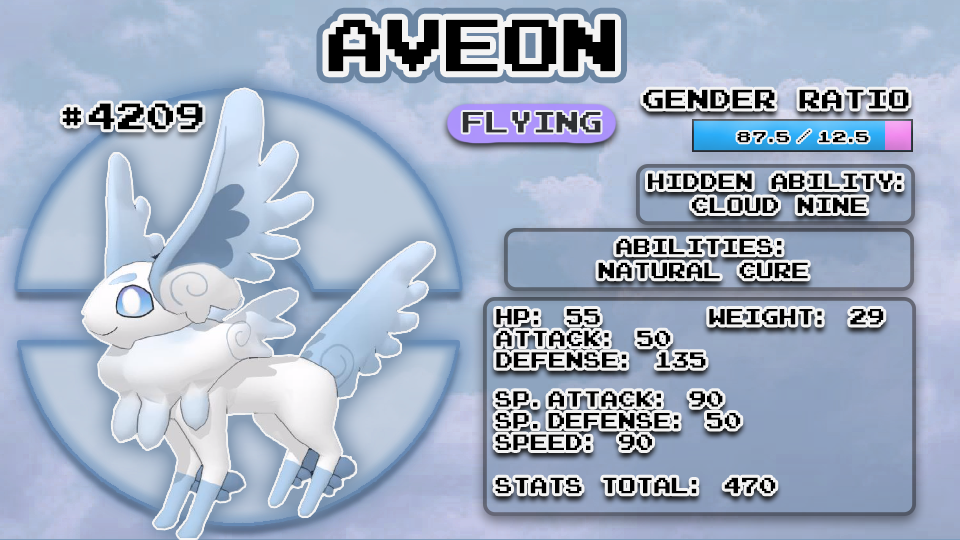 AVEON
#4209
FLYING
GENDER RATIO
87.5 / 12.5
HIDDEN ABILITY:
CLOUD NINE
ABILITIES:
NATURAL CURE
HP: 55
WEIGHT: 29
ATTACK: 50
DEFENSE: 135
SP. ATTACK: 90
SP. DEFENSE: 50
SPEED: 90
STATS TOTAL: 470